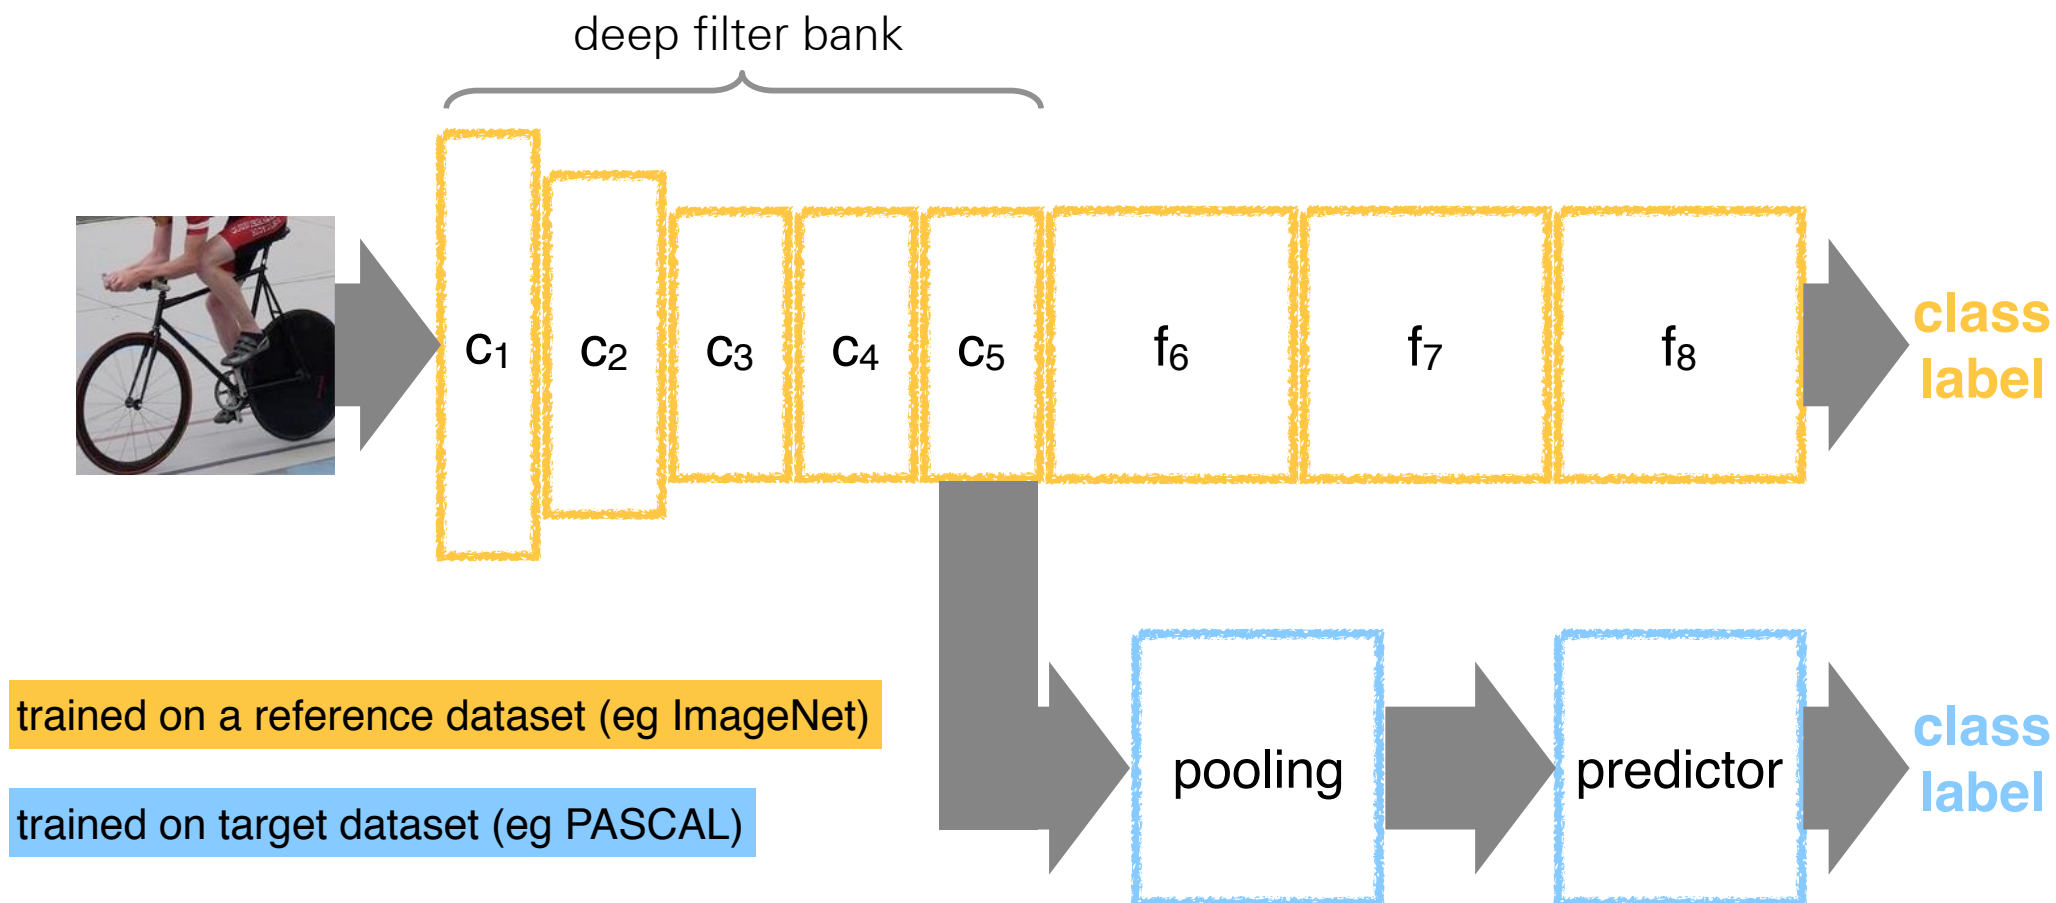 deep filter bank
c1 c2 c3 c4 c5 f6 f7 f8
class
label
trained on a reference dataset (eg ImageNet)
trained on target dataset (eg PASCAL)
pooling predictor
class
label